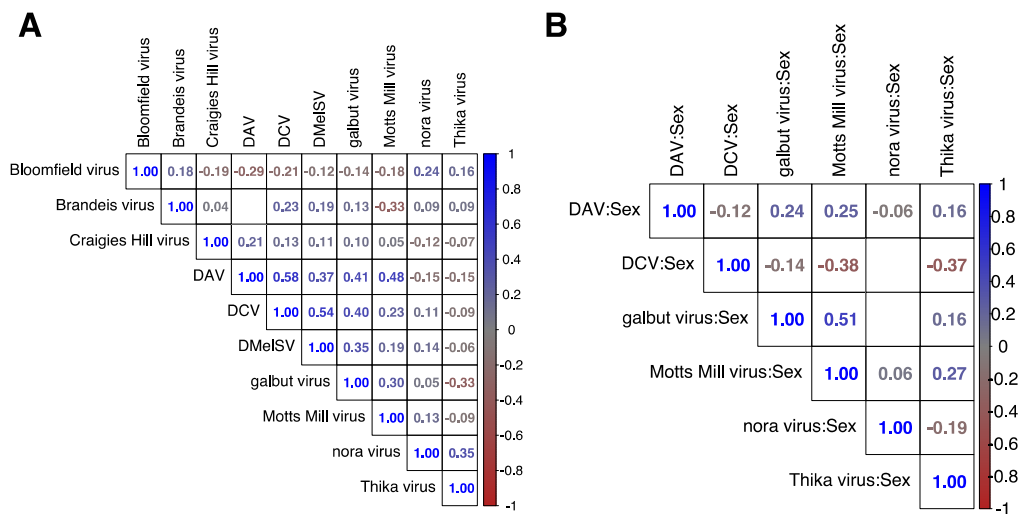 A
Bloomfield virus
Brandeis virus
Craigies Hill virus
DAV
DCV
DMelSV
galbut virus
Motts Mill virus
nora virus
Thika virus
Bloomfield virus 1.00 0.18 -0.19 -0.29 -0.21 -0.12 -0.14 -0.18 0.24 0.16
Brandeis virus 1.00 0.04 0.23 0.19 0.13 -0.33 0.09 0.09
Craigies Hill virus 1.00 0.21 0.13 0.11 0.10 0.05 -0.12 -0.07
DAV 1.00 0.58 0.37 0.41 0.48 -0.15 -0.15
DCV 1.00 0.54 0.40 0.23 0.11 -0.09
DMelSV 1.00 0.35 0.19 0.14 -0.06
galbut virus 1.00 0.30 0.05 -0.33
Motts Mill virus 1.00 0.13 -0.09
nora virus 1.00 0.35
Thika virus 1.00
1
0.8
0.6
0.4
0.2
0
-0.2
-0.4
-0.6
-0.8
-1
B
DAV:Sex
DCV:Sex
galbut virus:Sex
Motts Mill virus:Sex
nora virus:Sex
Thika virus:Sex
DAV:Sex 1.00 -0.12 0.24 0.25 -0.06 0.16
DCV:Sex 1.00 -0.14 -0.38 -0.37
galbut virus:Sex 1.00 0.51 0.16
Motts Mill virus:Sex 1.00 0.06 0.27
nora virus:Sex 1.00 -0.19
Thika virus:Sex 1.00
1
0.8
0.6
0.4
0.2
0
-0.2
-0.4
-0.6
-0.8
-1